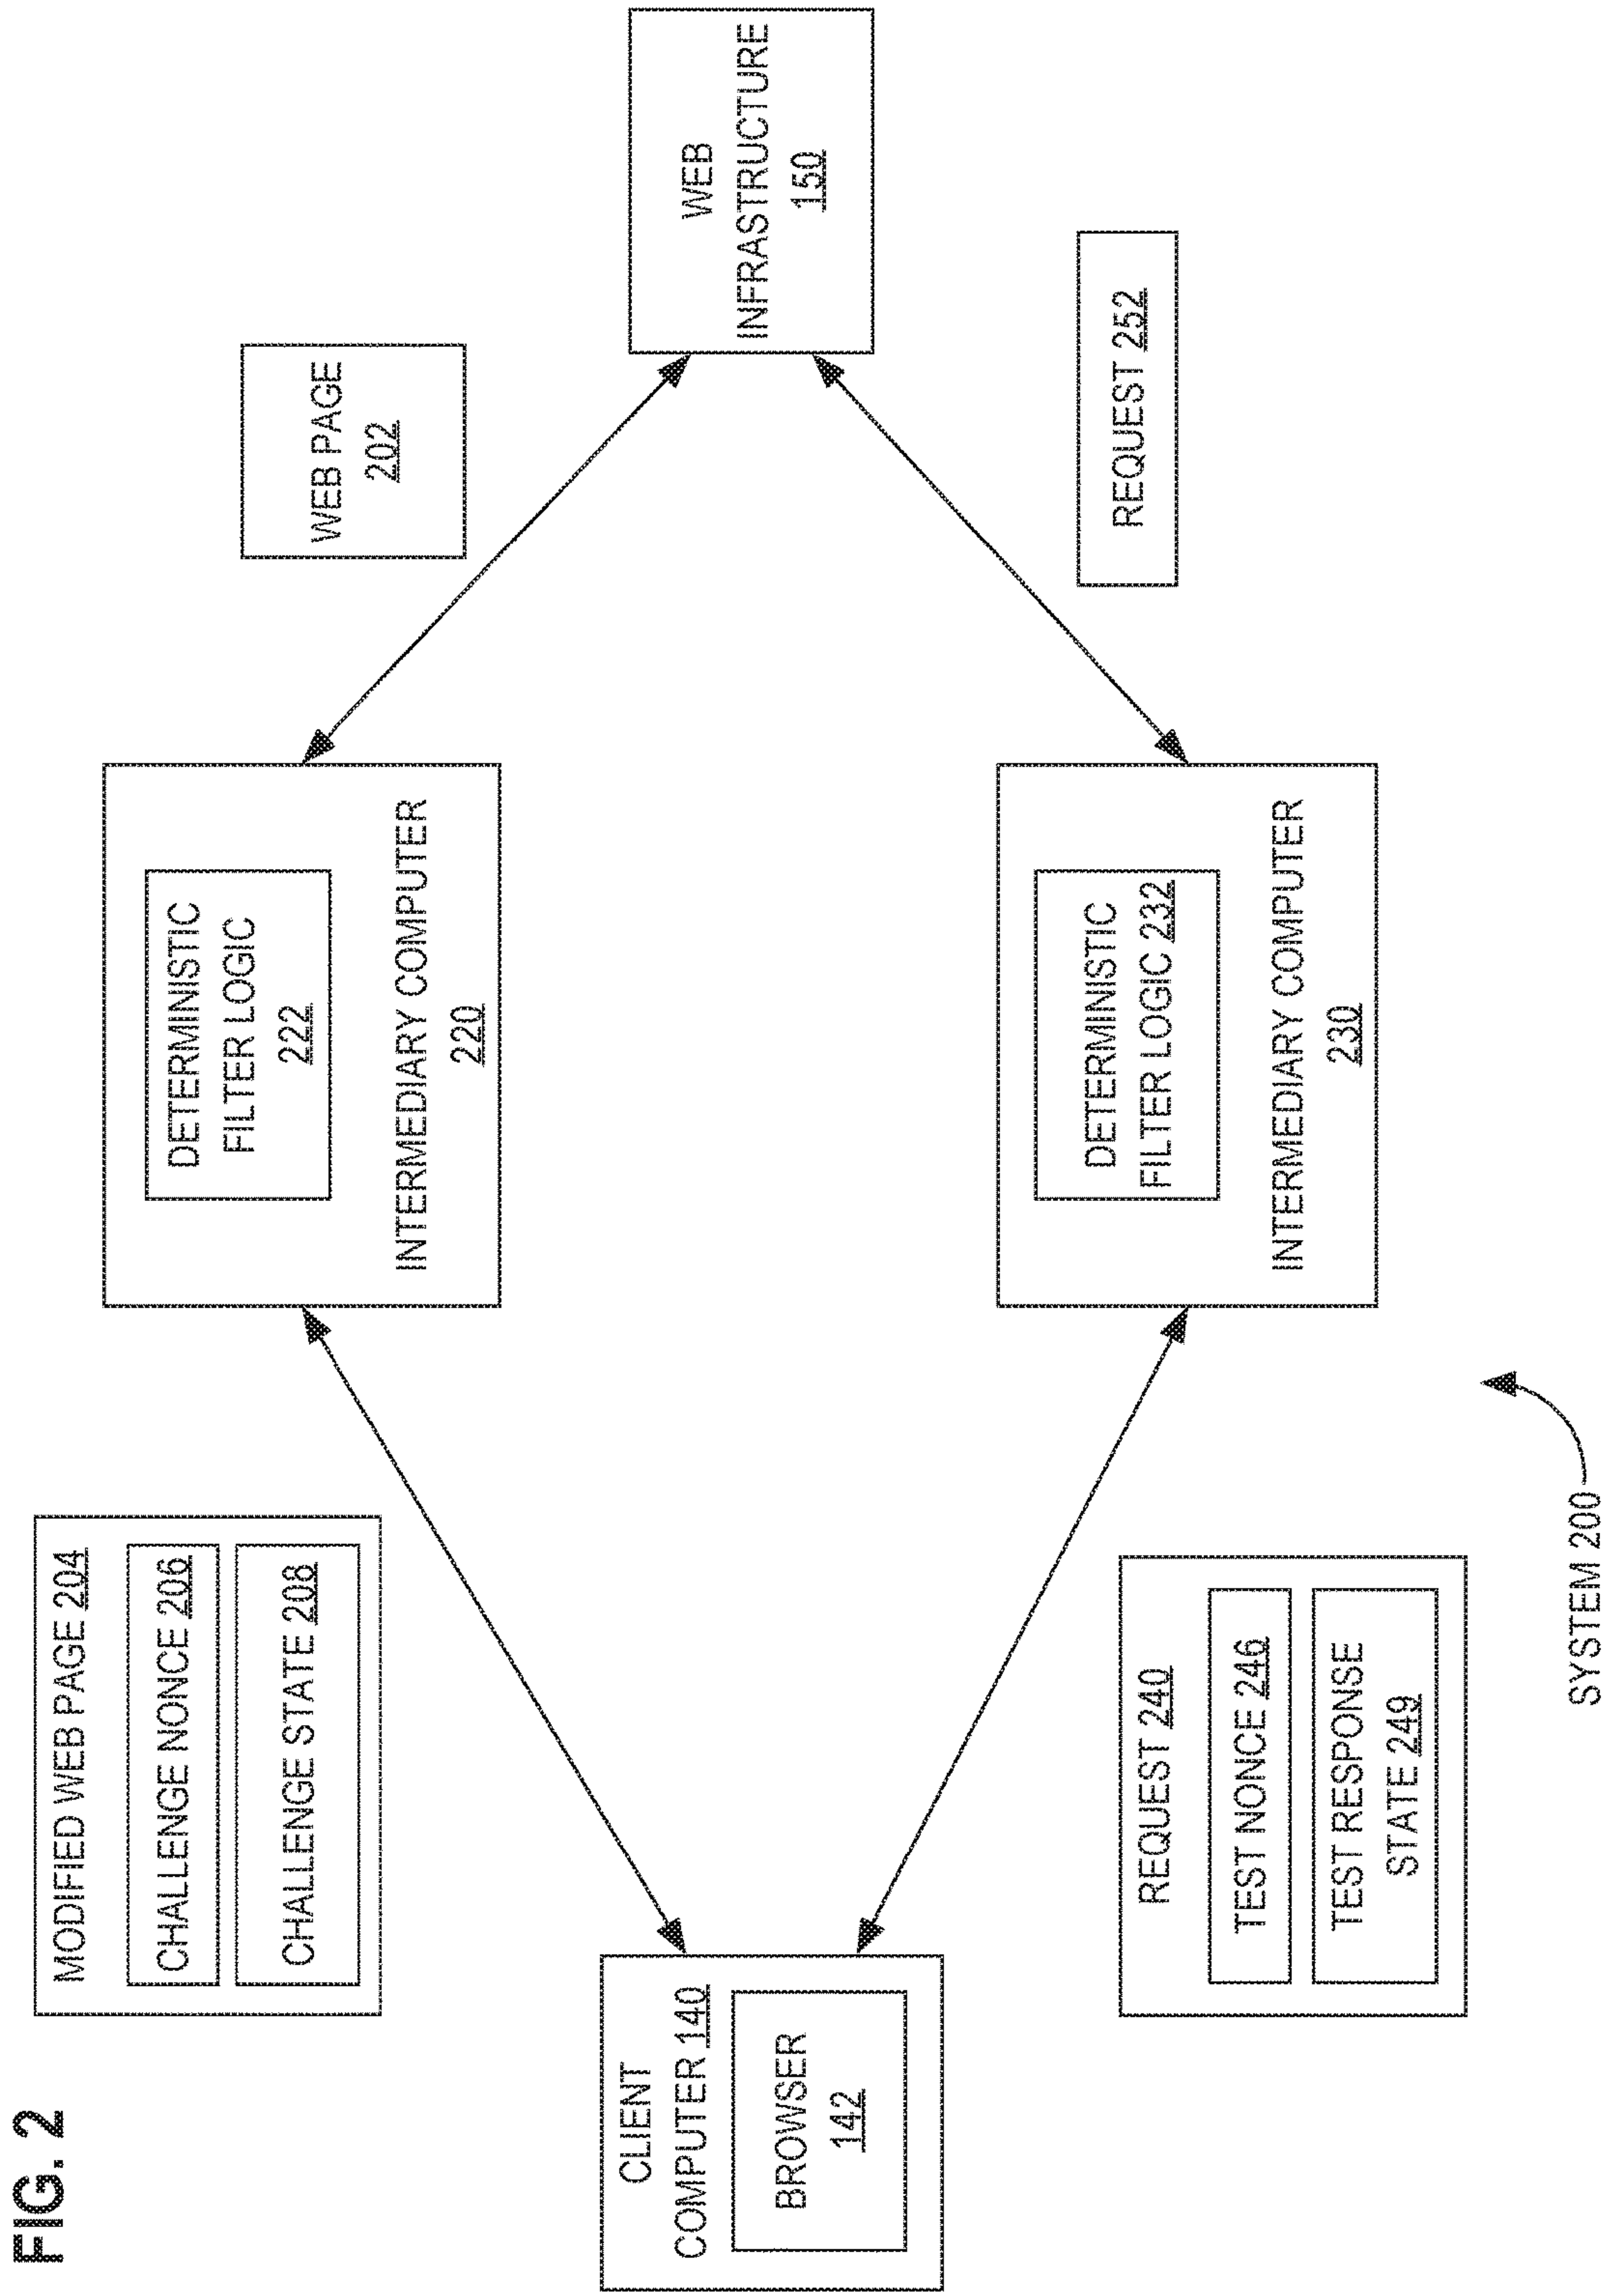 FIG. 2
MODIFIED WEB PAGE 204
CHALLENGE NONCE 206
CHALLENGE STATE 208
DETERMINISTIC
FILTER LOGIC
222
INTERMEDIARY COMPUTER
220
WEB PAGE
202
CLIENT
COMPUTER 140
BROWSER
142
WEB
INFRASTRUCTURE
150
REQUEST 240
TEST NONCE 246
TEST RESPONSE
STATE 249
DETERMINISTIC
FILTER LOGIC 232
INTERMEDIARY COMPUTER
230
REQUEST 252
SYSTEM 200